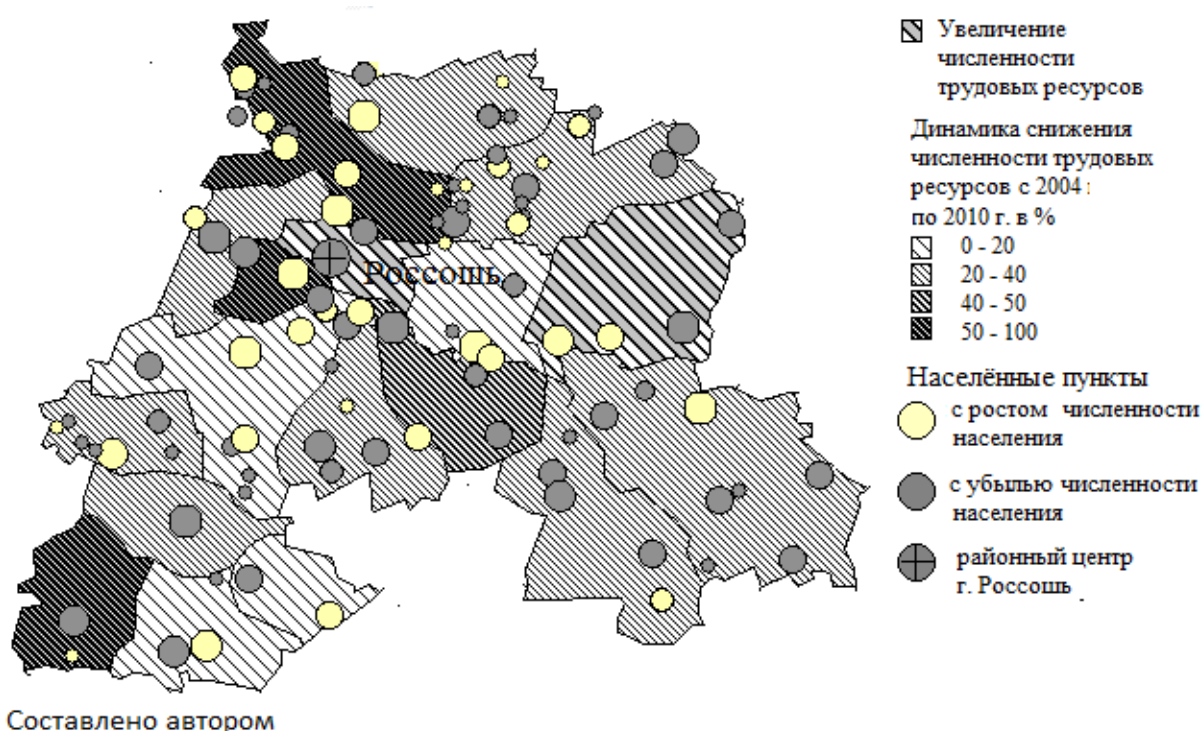 Россошь
Увеличение
численности
трудовых ресурсов
Динамика снижения
численности трудовых
ресурсов с 2004 г
по 2010 г. в %
0 - 20
20 - 40
40 - 50
50 - 100
Населённые пункты
с ростом численности
населения
с убылью численности
населения
районный центр
г. Россошь
Составлено автором